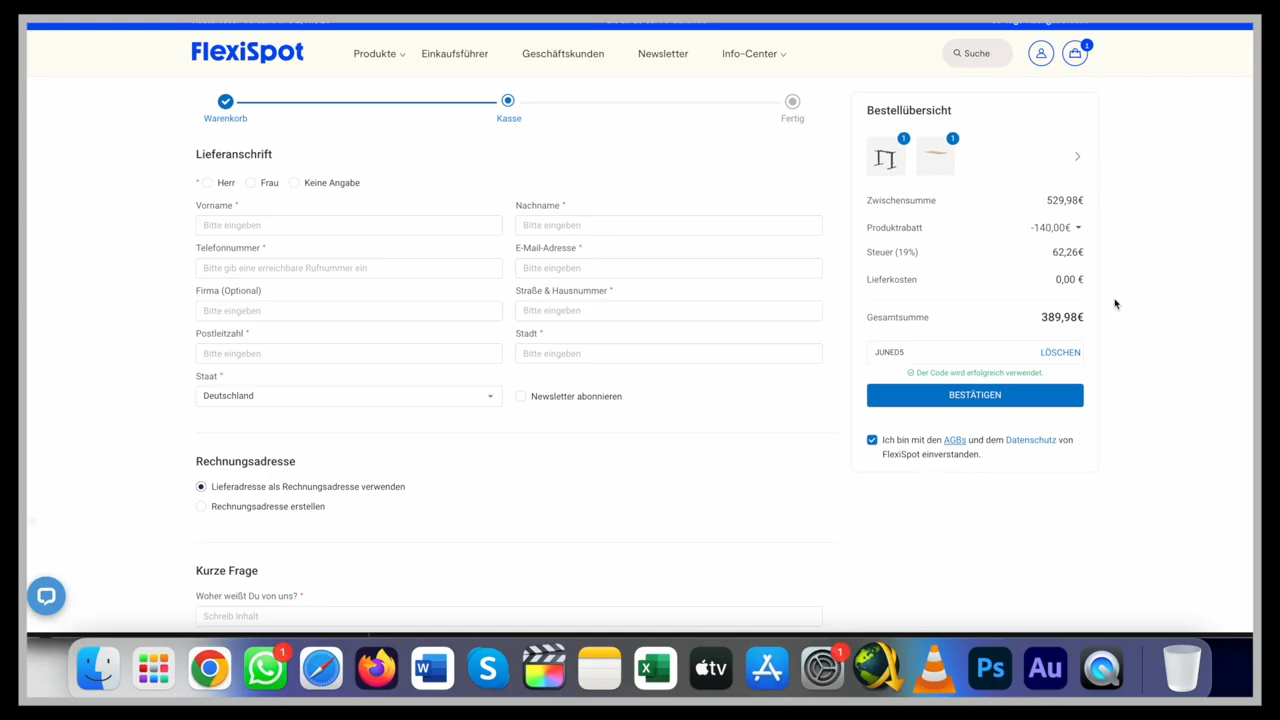 FlexiSpot
Produkte
Einkaufsführer
Geschäftskunden
Newsletter
Info-Center
Suche
1
Warenkorb
Kasse
Fertig
Lieferanschrift
* Herr
Frau
Keine Angabe
Vorname *
Nachname *
Bitte eingeben
Bitte eingeben
Telefonnummer *
E-Mail-Adresse *
Bitte gib eine erreichbare Rufnummer ein
Bitte eingeben
Firma (Optional)
Straße & Hausnummer *
Bitte eingeben
Bitte eingeben
Postleitzahl *
Stadt *
Bitte eingeben
Bitte eingeben
Staat *
Deutschland
Newsletter abonnieren
Rechnungsadresse
Lieferadresse als Rechnungsadresse verwenden
Rechnungsadresse erstellen
Kurze Frage
Woher weißt Du von uns? *
Schreib Inhalt
Bestellübersicht
1
1
Zwischensumme 529,98€
Produktrabatt -140,00€
Steuer (19%) 62,26€
Lieferkosten 0,00 €
Gesamtsumme 389,98€
JUNED5 LÖSCHEN
Der Code wird erfolgreich verwendet.
BESTÄTIGEN
Ich bin mit den AGBs und dem Datenschutz von
FlexiSpot einverstanden.
1
W
S
X
tv
1
Ps
Au